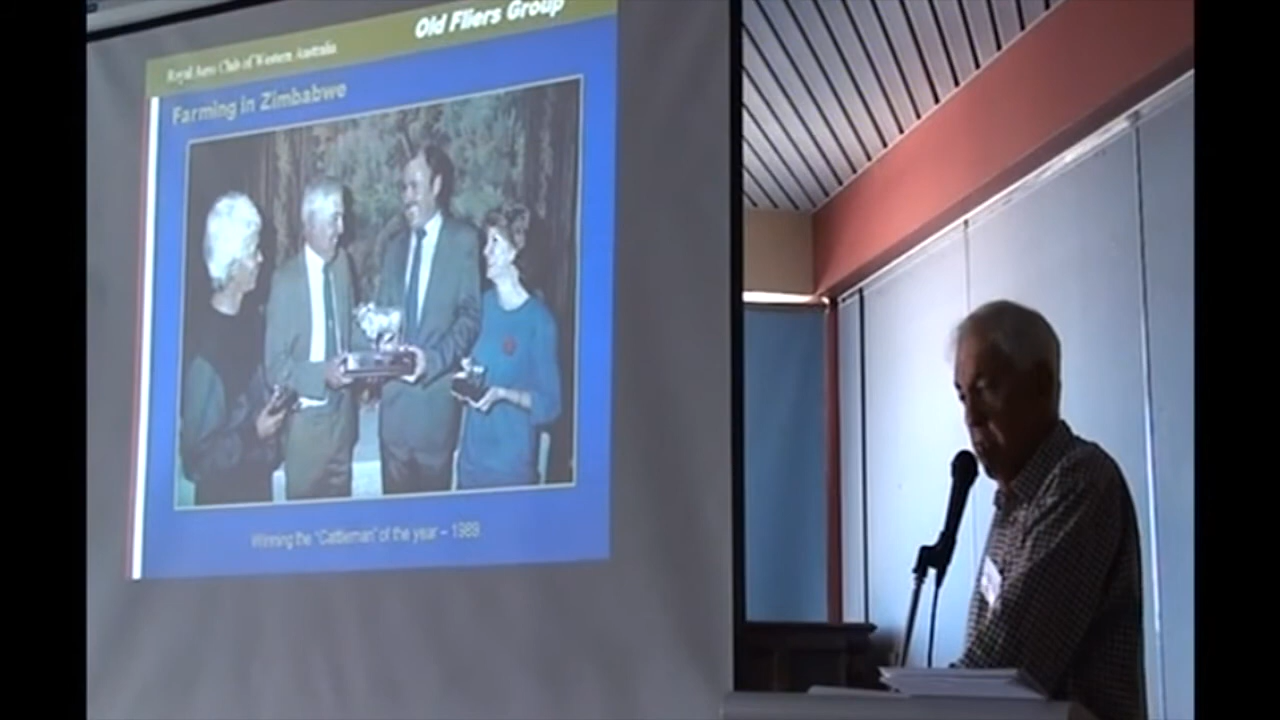 Old Fliers Group
Royal Aero Club of Western Australia
Farming in Zimbabwe
Winning the "Cattleman" of the year – 1989